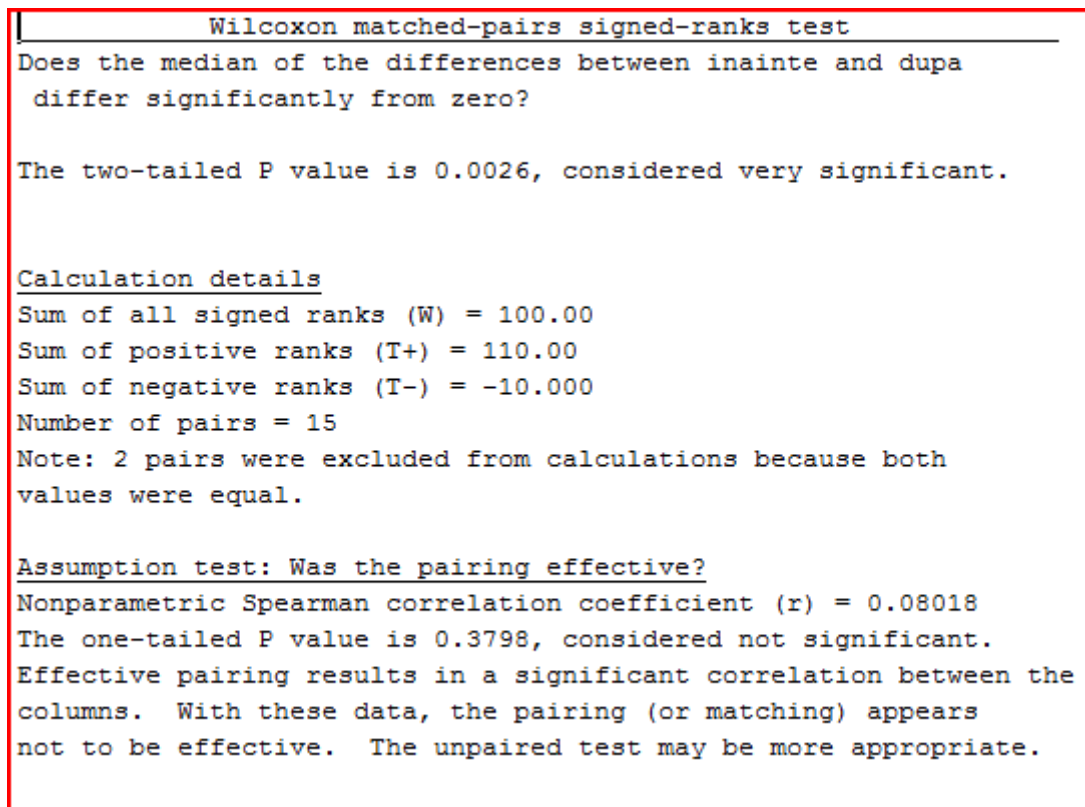 Wilcoxon matched-pairs signed-ranks test
Does the median of the differences between inainte and dupa
differ significantly from zero?
The two-tailed P value is 0.0026, considered very significant.
Calculation details
Sum of all signed ranks (W) = 100.00
Sum of positive ranks (T+) = 110.00
Sum of negative ranks (T-) = -10.000
Number of pairs = 15
Note: 2 pairs were excluded from calculations because both
values were equal.
Assumption test: Was the pairing effective?
Nonparametric Spearman correlation coefficient (r) = 0.08018
The one-tailed P value is 0.3798, considered not significant.
Effective pairing results in a significant correlation between the
columns.  With these data, the pairing (or matching) appears
not to be effective.  The unpaired test may be more appropriate.